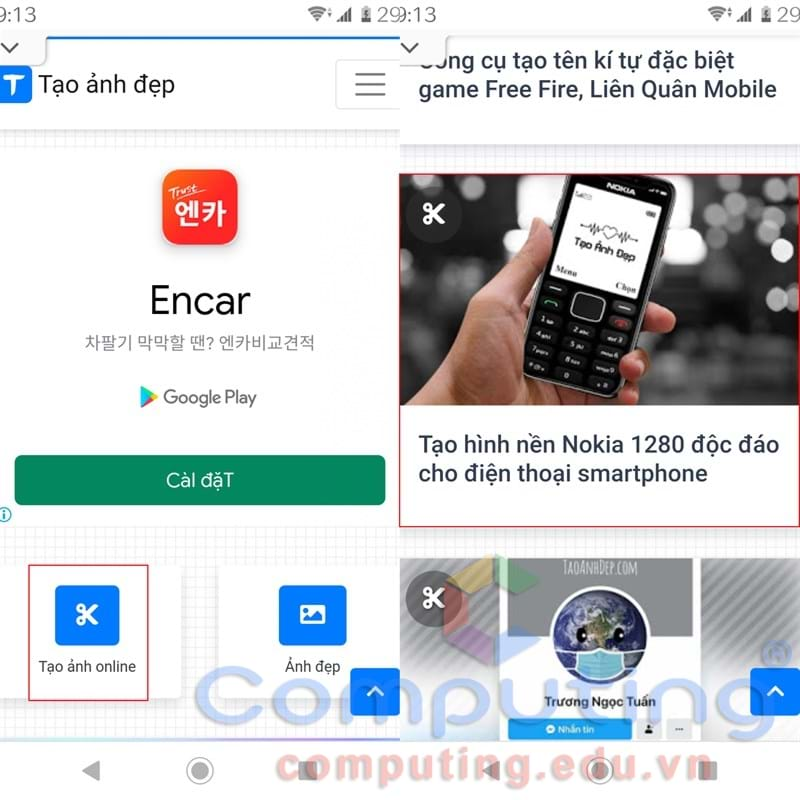 9:13
29
Tạo ảnh đẹp
Trust
엔카
Encar
차팔기 막막할 땐? 엔카비교견적
Google Play
Cài đặT
Tạo ảnh online
Ảnh đẹp
9:13
29
Công cụ tạo tên kí tự đặc biệt
game Free Fire, Liên Quân Mobile
NOKIA
Tạo Ảnh Đẹp
Menu
Chọn
Tạo hình nền Nokia 1280 độc đáo
cho điện thoại smartphone
TAOANHDEP.COM
Trương Ngọc Tuấn
Nhắn tin
Computing
computing.edu.vn